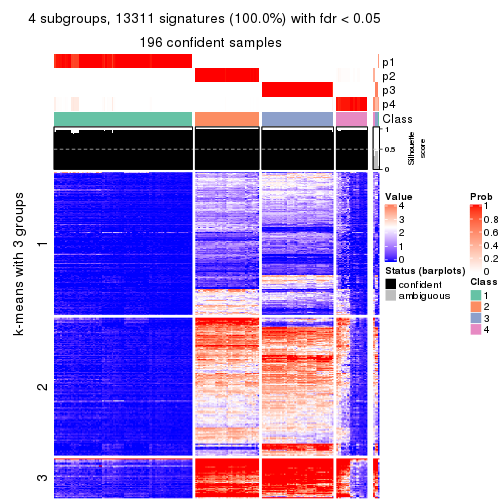 4 subgroups, 13311 signatures (100.0%) with fdr < 0.05
196 confident samples
p1
p2
p3
p4
Class
1
0.5
0
Silhouette
score
k-means with 3 groups
1
2
3
Value
4
3
2
1
0
Status (barplots)
confident
ambiguous
Prob
1
0.8
0.6
0.4
0.2
0
Class
1
2
3
4